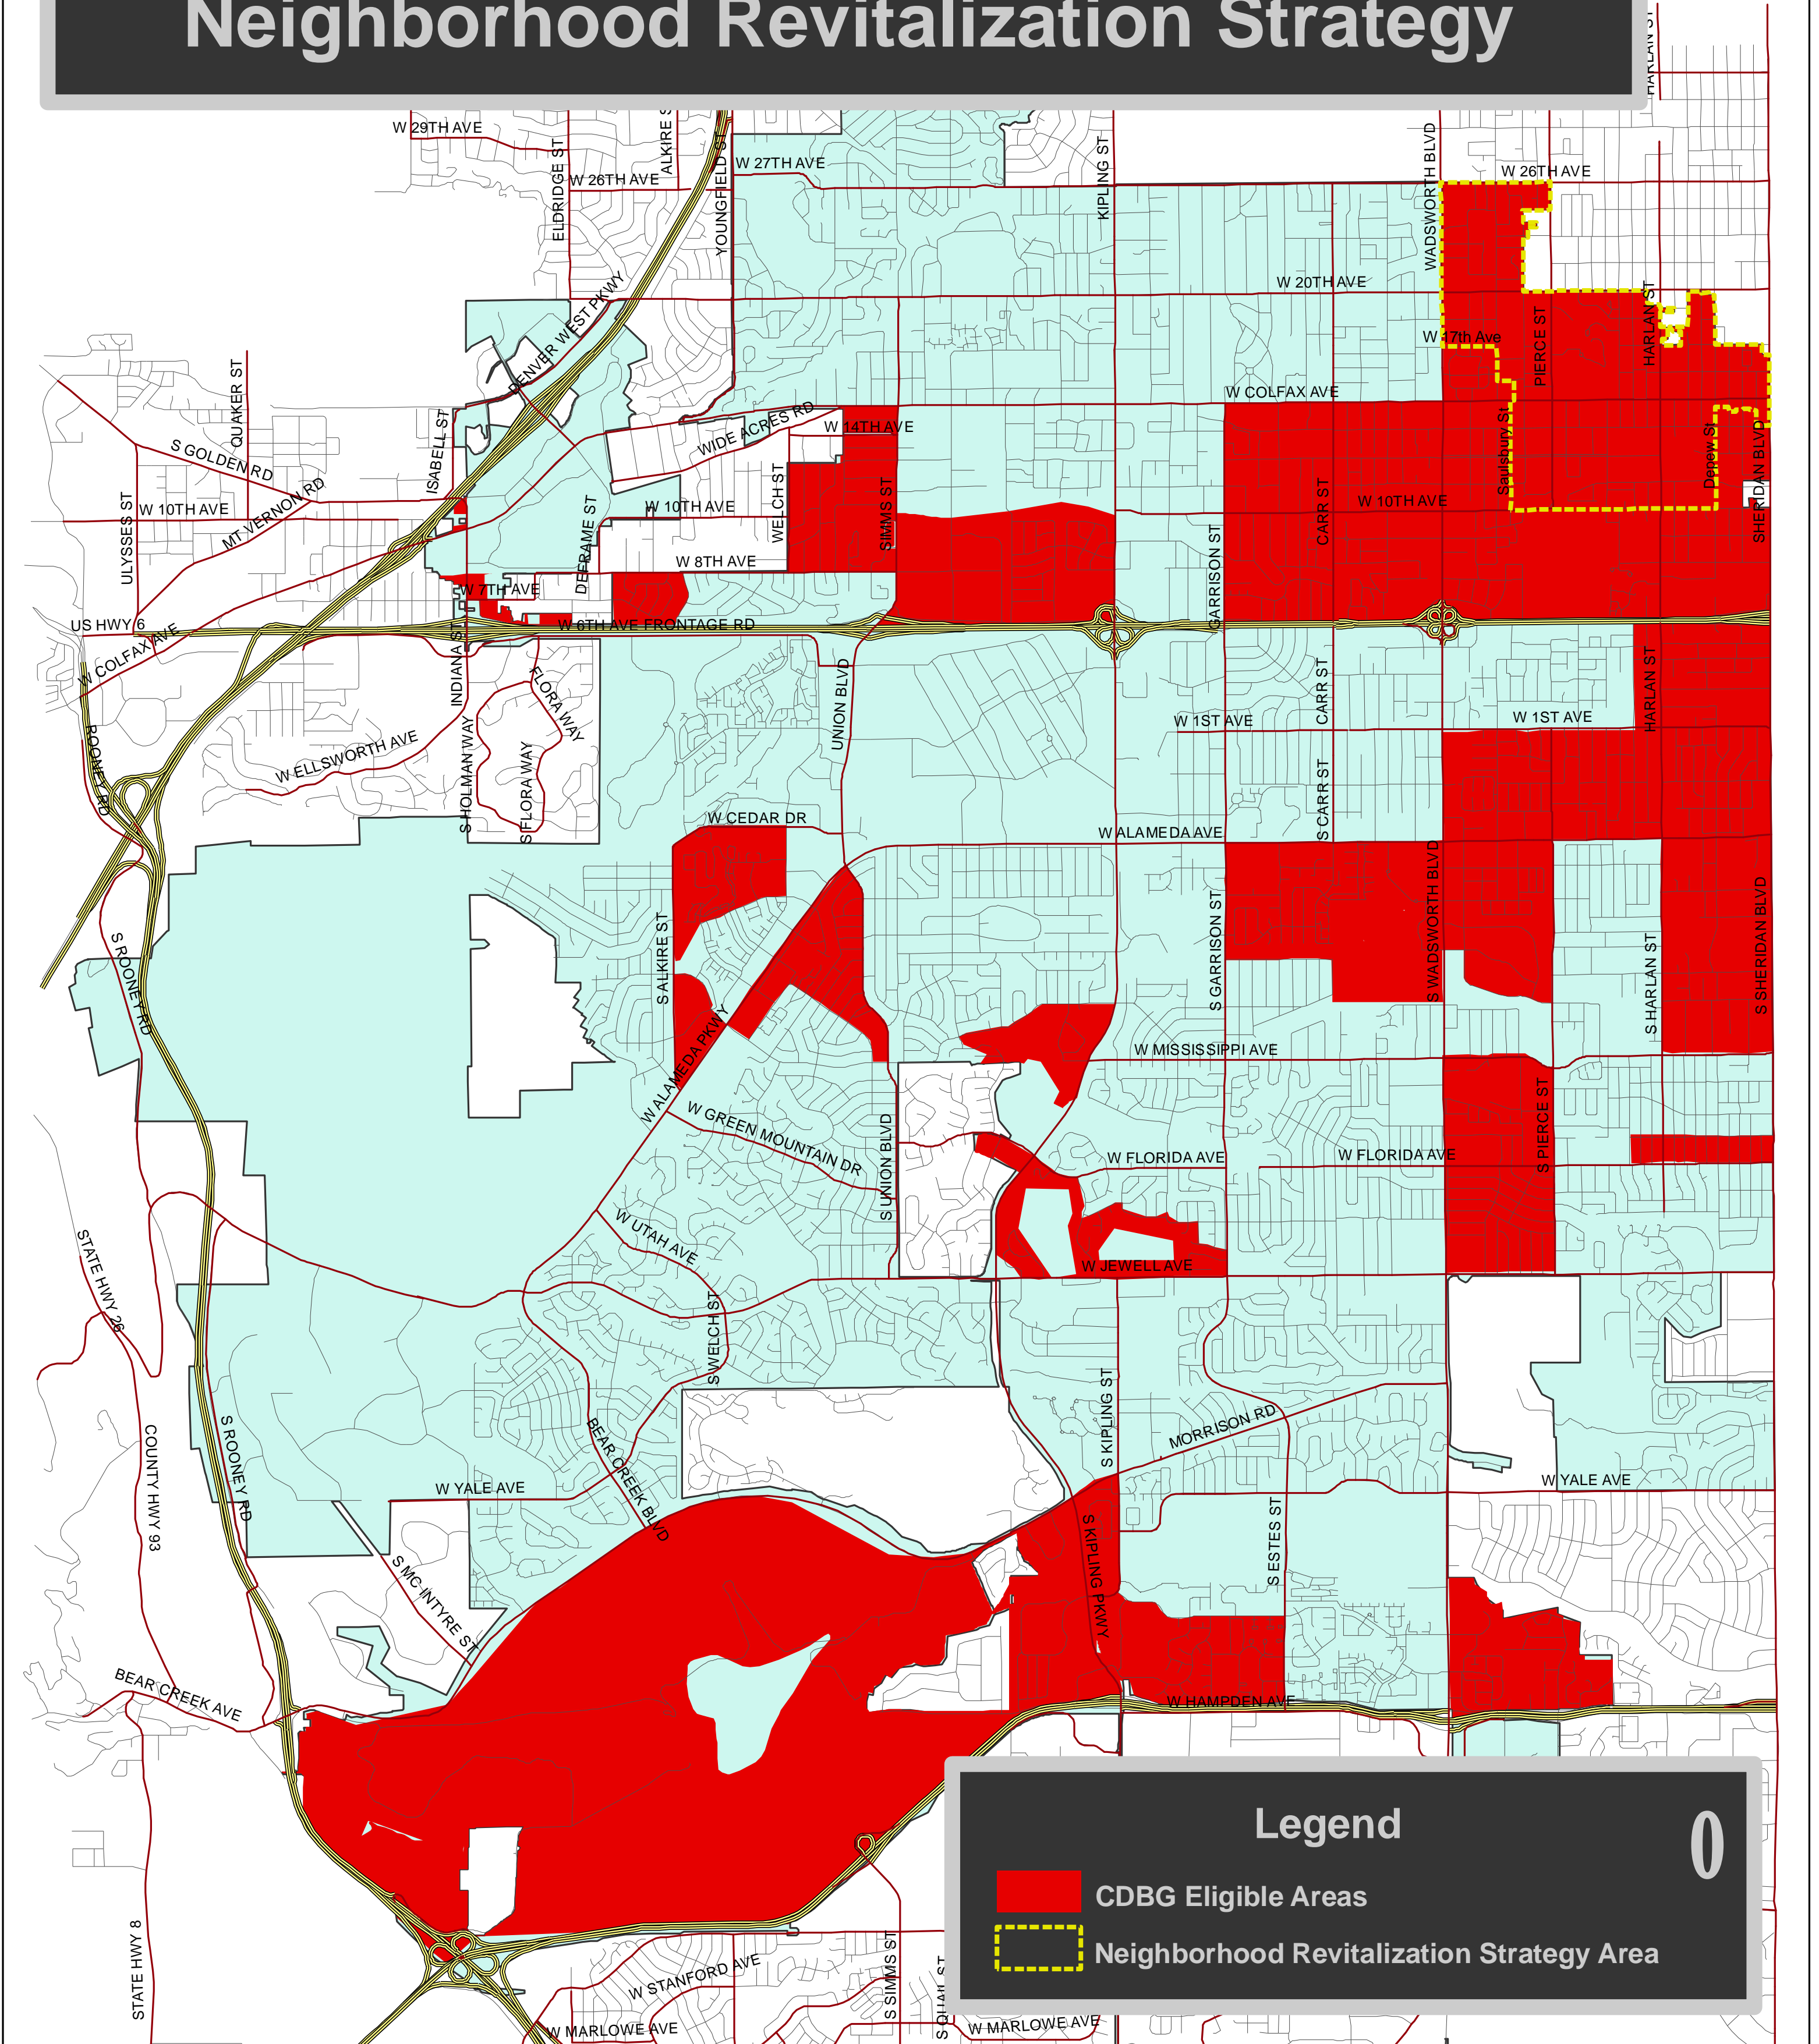 Neighborhood Revitalization Strategy
HARLAN ST
W 29TH AVE
ALKIRE S
ELDRIDGE ST
W 26TH AVE
YOUNGFIELD ST
W 27TH AVE
KIPLING ST
WADSWORTH BLVD
W 26TH AVE
W 20TH AVE
DENVER WEST PKWY
W 17th Ave
PIERCE ST
HARLAN ST
QUAKER ST
W COLFAX AVE
WIDE ACRES RD
W 14TH AVE
ISABELL ST
S GOLDEN RD
Saulsbury St
Depew St
SHERIDAN BLVD
ULYSSES ST
W 10TH AVE
MT VERNON RD
DEFRAME ST
W 10TH AVE
WELCH ST
SIMMS ST
GARRISON ST
CARR ST
W 10TH AVE
W 8TH AVE
W 7TH AVE
US HWY 6
W COLFAX AVE
W 6TH AVE FRONTAGE RD
INDIANA ST
FLORA WAY
UNION BLVD
CARR ST
HARLAN ST
W 1ST AVE
W 1ST AVE
ROONEY RD
W ELLSWORTH AVE
S HOLMAN WAY
S FLORA WAY
S CARR ST
W CEDAR DR
W ALAMEDA AVE
S ALKIRE ST
S GARRISON ST
S WADSWORTH BLVD
S HARLAN ST
S SHERIDAN BLVD
S ROONEY RD
W ALAMEDA PKWY
W MISSISSIPPI AVE
W GREEN MOUNTAIN DR
S UNION BLVD
S PIERCE ST
W FLORIDA AVE
W FLORIDA AVE
W UTAH AVE
W JEWELL AVE
STATE HWY 26
S WELCH ST
S KIPLING ST
MORRISON RD
COUNTY HWY 93
S ROONEY RD
BEAR CREEK BLVD
W YALE AVE
W YALE AVE
S MC INTYRE ST
S KIPLING PKWY
S ESTES ST
BEAR CREEK AVE
W HAMPDEN AVE
Legend
0
CDBG Eligible Areas
Neighborhood Revitalization Strategy Area
STATE HWY 8
W STANFORD AVE
S SIMMS ST
S QUAIL ST
W MARLOWE AVE
W MARLOWE AVE